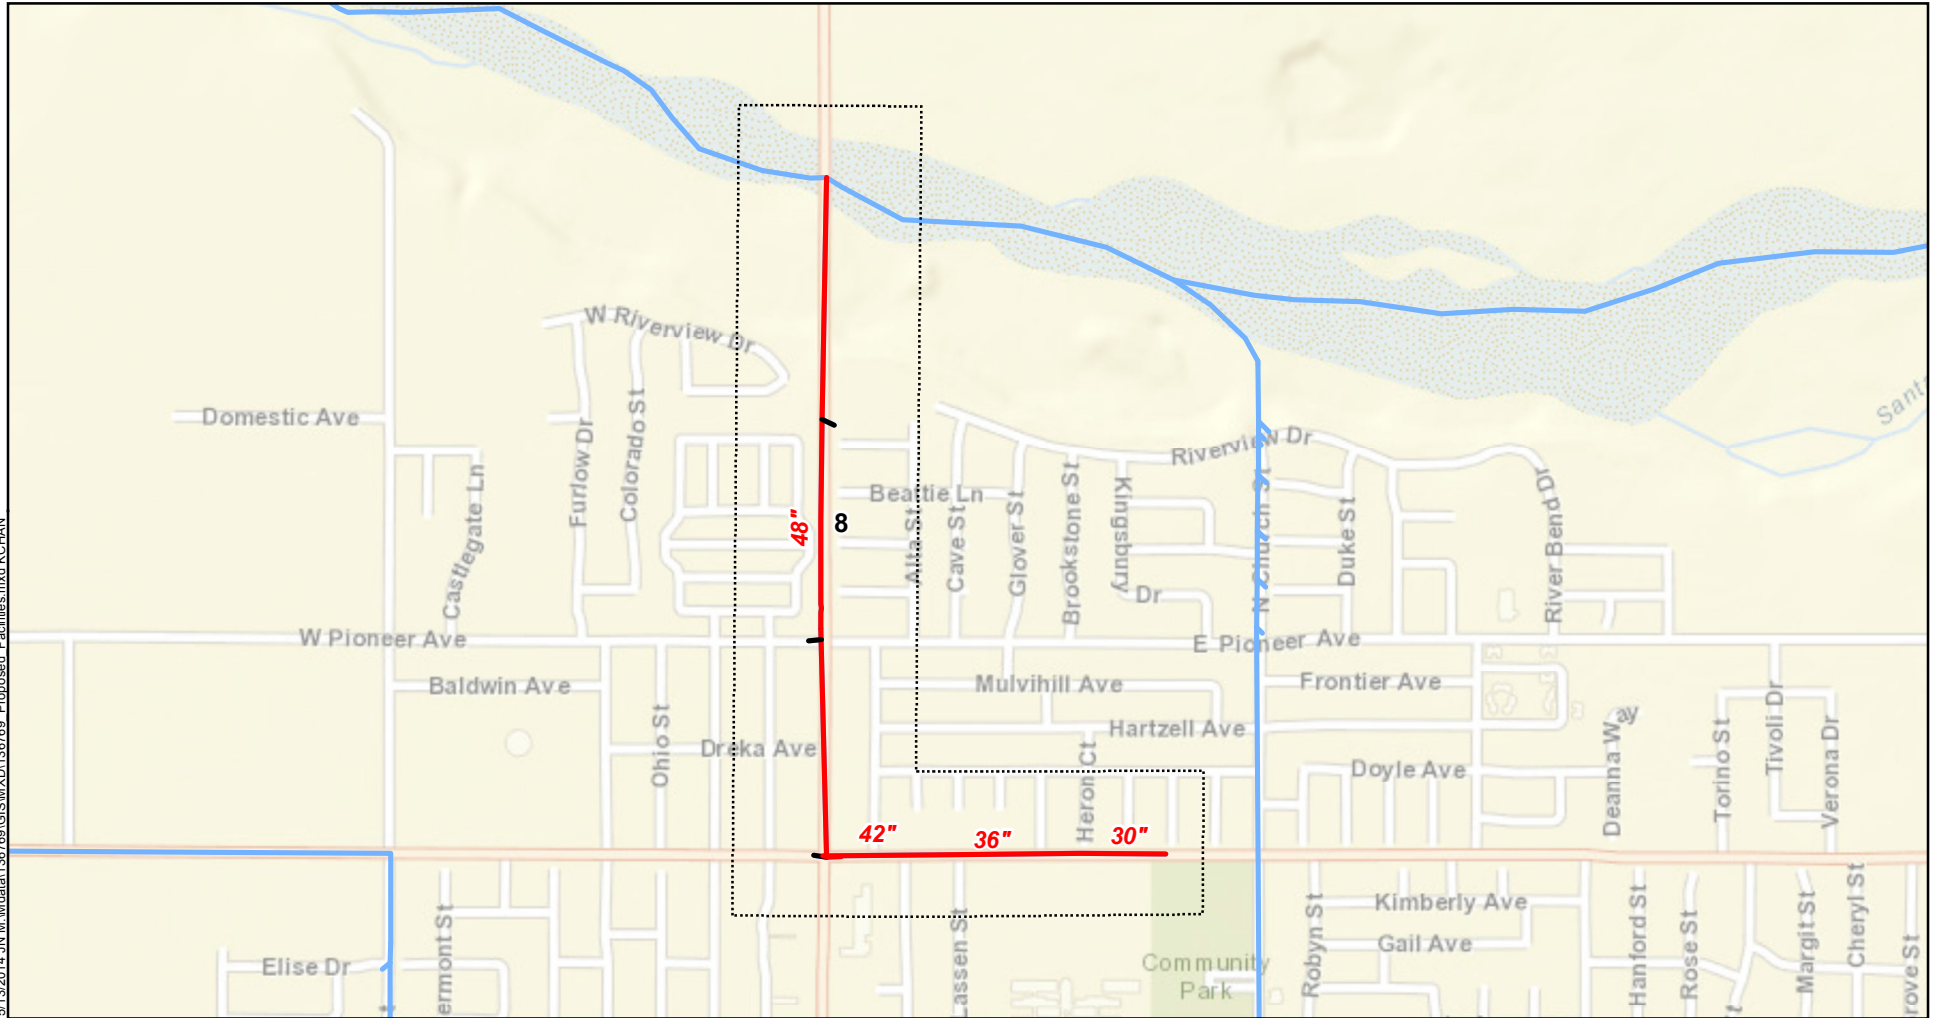 W Riverview Dr
Domestic Ave
Furlow Dr
Colorado St
Castlegate Ln
48"
8
Beattie Ln
Alta St
Cave St
Glover St
Brookstone St
Kingsbury
Dr
Riverview Dr
N Church St
Duke St
River Bend Dr
W Pioneer Ave
E Pioneer Ave
Baldwin Ave
Mulvihill Ave
Frontier Ave
Ohio St
Dreka Ave
Hartzell Ave
Heron Ct
Doyle Ave
Deanna Way
Torino St
Tivoli Dr
Verona Dr
42"
36"
30"
Elise Dr
Lassen St
Community
Park
Robyn St
Kimberly Ave
Gail Ave
Hanford St
Rose St
Margit St
Cheryl St